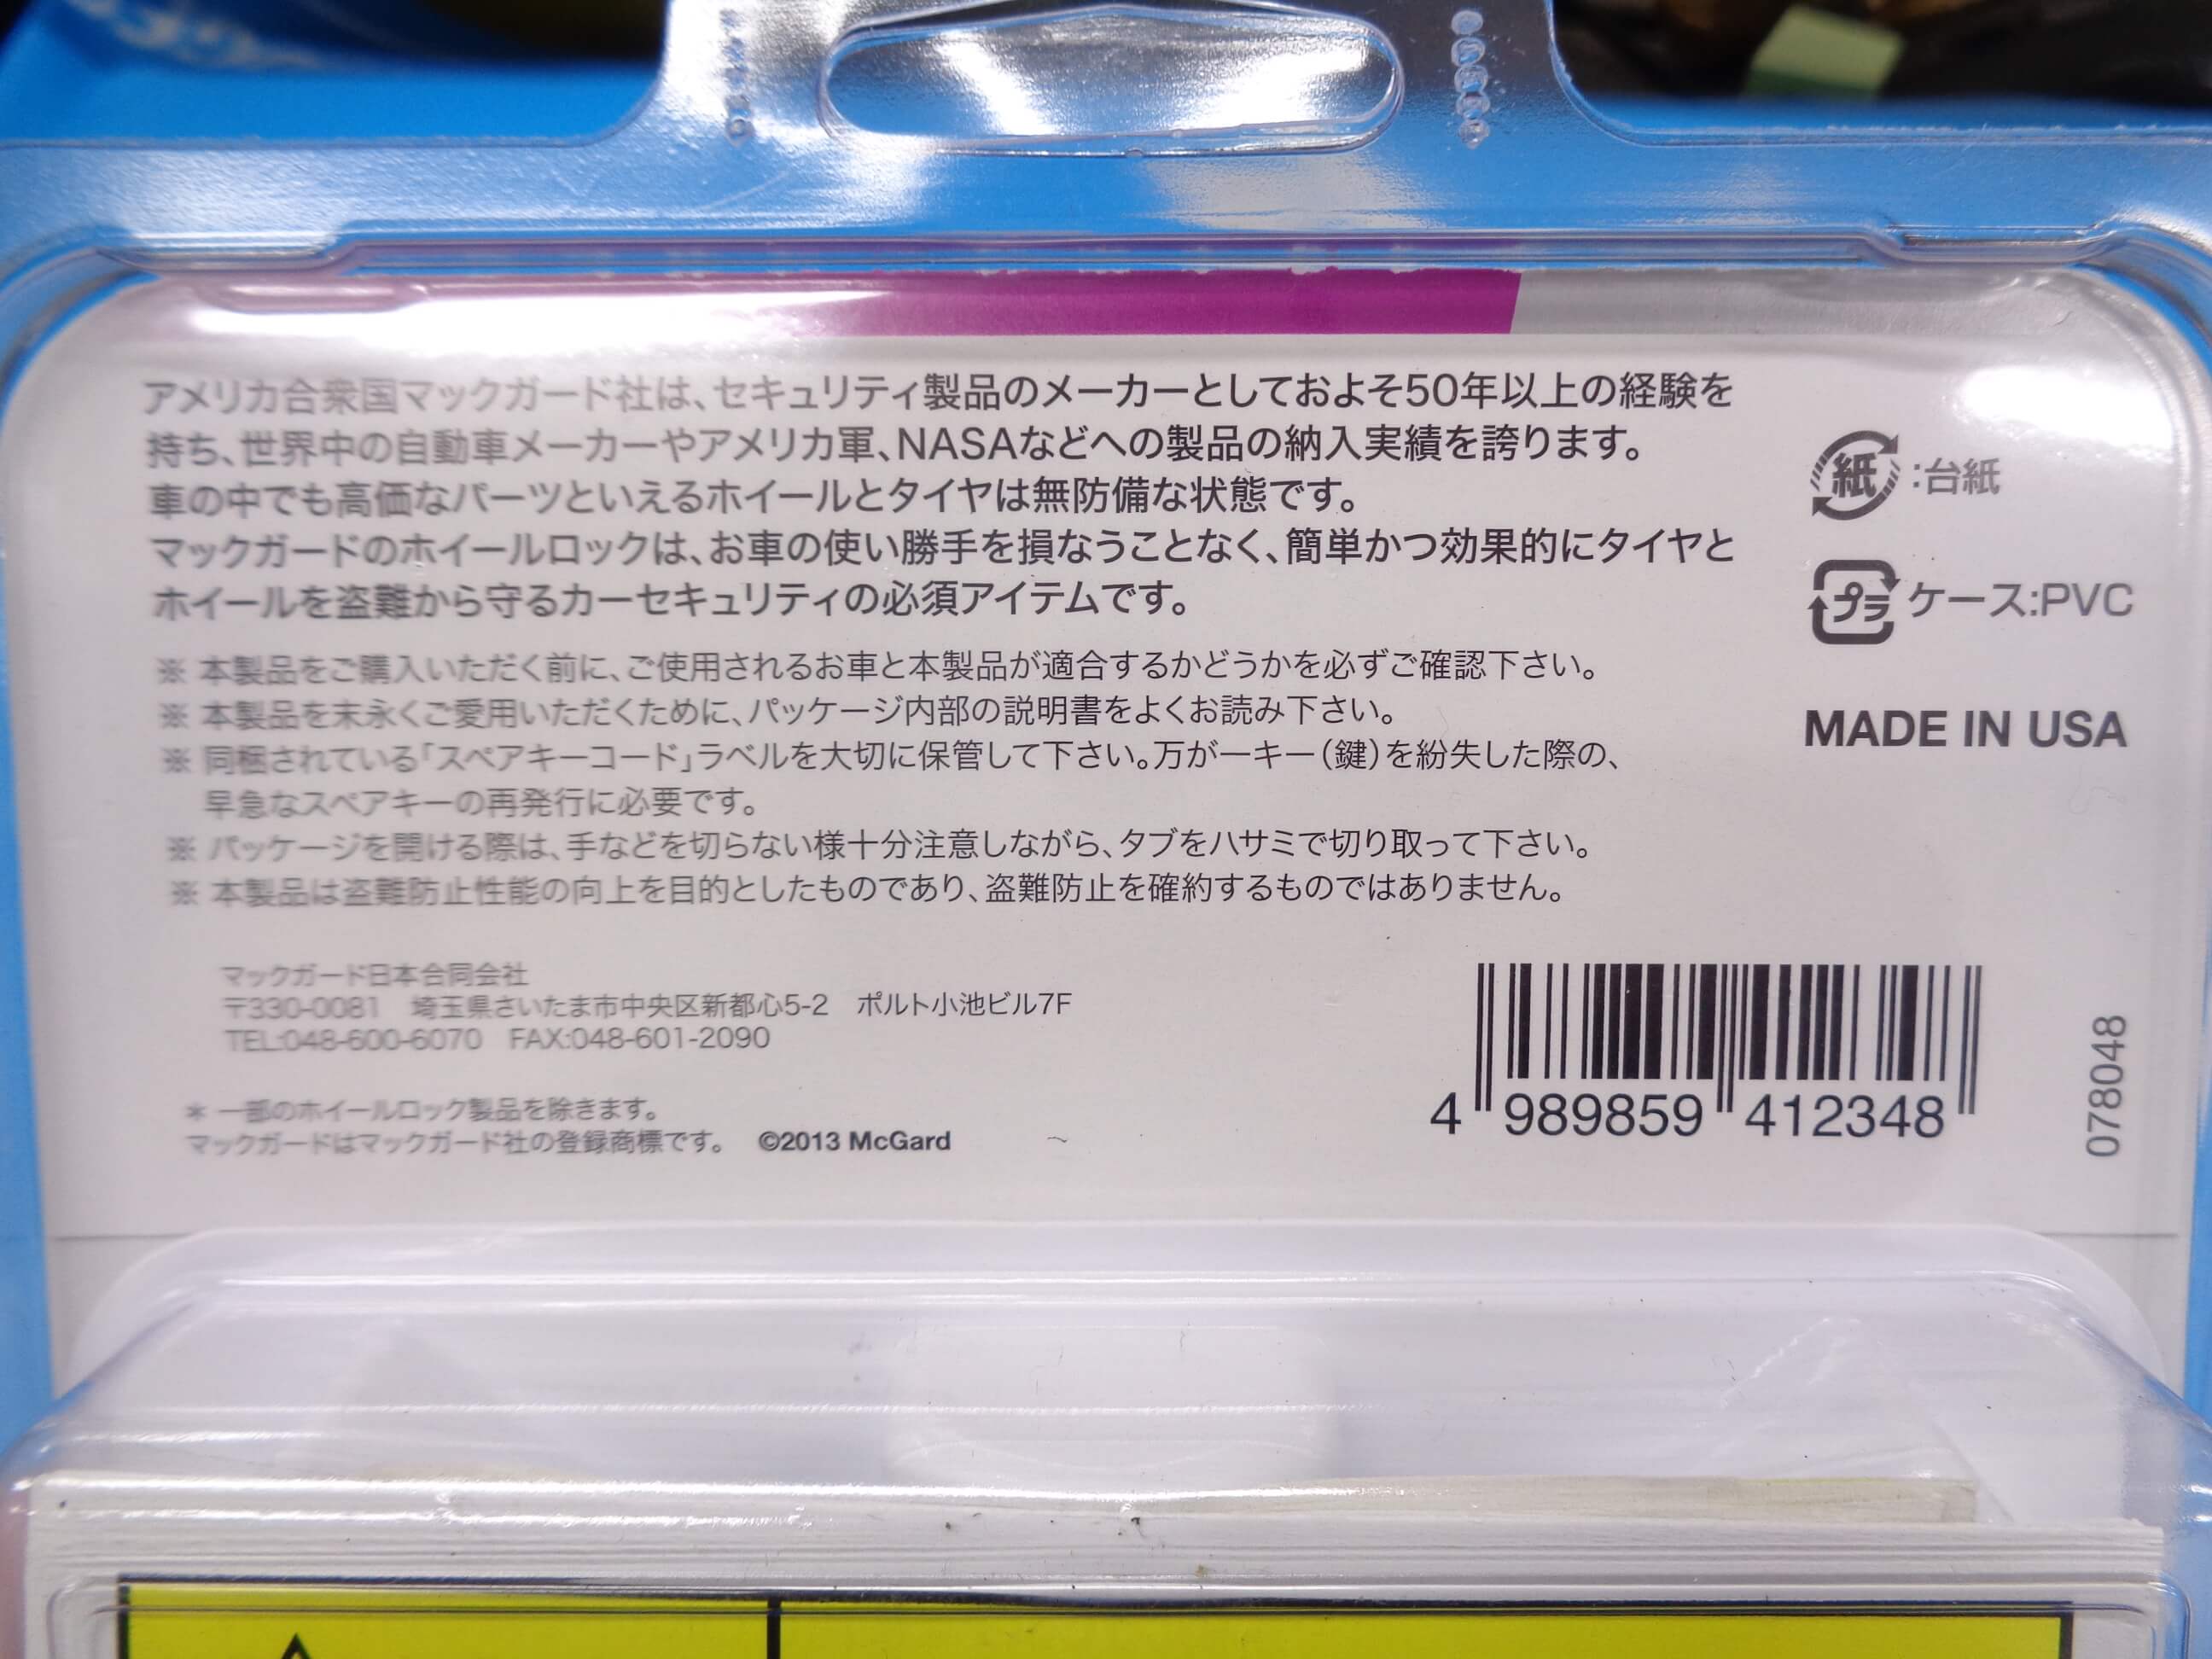 アメリカ合衆国マックガード社は、セキュリティ製品のメーカーとしておよそ50年以上の経験を
持ち、世界中の自動車メーカーやアメリカ軍、NASAなどへの製品の納入実績を誇ります。
車の中でも高価なパーツといえるホイールとタイヤは無防備な状態です。
マックガードのホイールロックは、お車の使い勝手を損なうことなく、簡単かつ効果的にタイヤと
ホイールを盗難から守るカーセキュリティの必須アイテムです。
※ 本製品をご購入いただく前に、ご使用されるお車と本製品が適合するかどうかを必ずご確認下さい。
※ 本製品を末永くご愛用いただくために、パッケージ内部の説明書をよくお読み下さい。
※ 同梱されている「スペアキーコード」ラベルを大切に保管して下さい。万が一キー(鍵)を紛失した際の、
早急なスペアキーの再発行に必要です。
※ パッケージを開ける際は、手などを切らない様十分注意しながら、タブをハサミで切り取って下さい。
※ 本製品は盗難防止性能の向上を目的としたものであり、盗難防止を確約するものではありません。
紙:台紙
プラ ケース:PVC
MADE IN USA
マックガード日本合同会社
〒330-0081 埼玉県さいたま市中央区新都心5-2 ポルト小池ビル7F
TEL:048-600-6070 FAX:048-601-2090
* 一部のホイールロック製品を除きます。
マックガードはマックガード社の登録商標です。 ©2013 McGard
4 989859 412348
078048